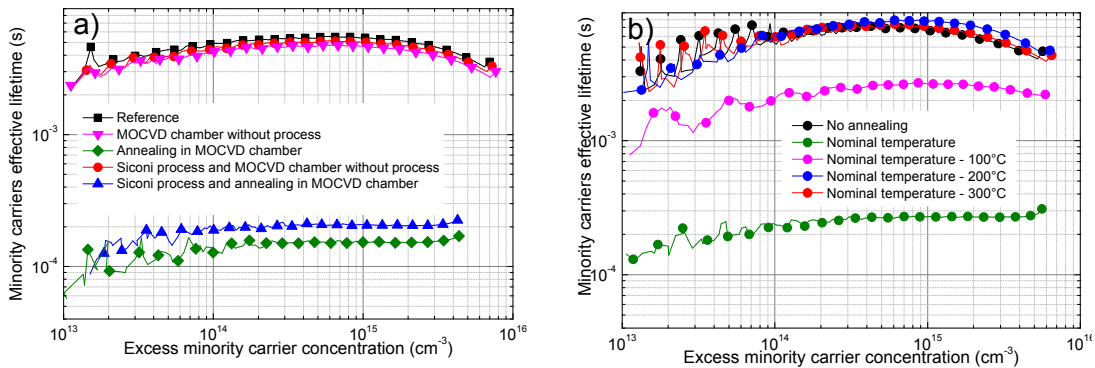 a)
Minority carriers effective lifetime (s)
10-3
10-4
Reference
MOCVD chamber without process
Annealing in MOCVD chamber
Siconi process and MOCVD chamber without process
Siconi process and annealing in MOCVD chamber
1013 1014 1015 1016
Excess minority carrier concentration (cm-3)
b)
Minority carriers effective lifetime (s)
10-3
10-4
No annealing
Nominal temperature
Nominal temperature - 100°C
Nominal temperature - 200°C
Nominal temperature - 300°C
1013 1014 1015 1016
Excess minority carrier concentration (cm-3)